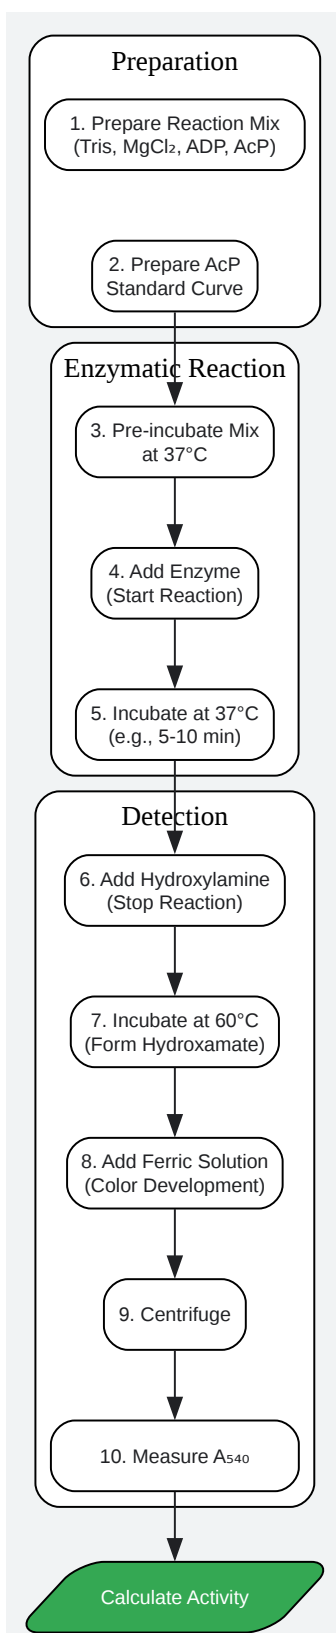 Preparation
1. Prepare Reaction Mix
(Tris, MgCl₂, ADP, AcP)
2. Prepare AcP
Standard Curve
Enzymatic Reaction
3. Pre-incubate Mix
at 37°C
4. Add Enzyme
(Start Reaction)
5. Incubate at 37°C
(e.g., 5-10 min)
Detection
6. Add Hydroxylamine
(Stop Reaction)
7. Incubate at 60°C
(Form Hydroxamate)
8. Add Ferric Solution
(Color Development)
9. Centrifuge
10. Measure A₅₄₀
Calculate Activity